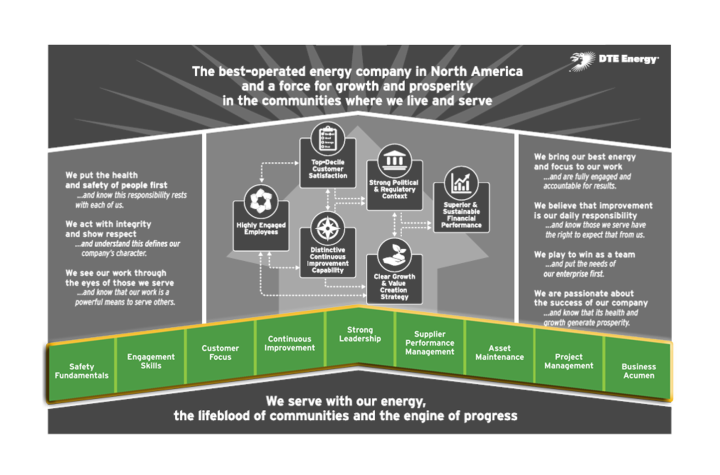 DTE Energy
The best-operated energy company in North America
and a force for growth and prosperity
in the communities where we live and serve
We put the health
and safety of people first
...and know this responsibility rests
with each of us.
We act with integrity
and show respect
...and understand this defines our
company's character.
We see our work through
the eyes of those we serve
...and know that our work is a
powerful means to serve others.
Top-Decile
Customer
Satisfaction
Strong Political
& Regulatory
Context
Superior &
Sustainable
Financial
Performance
Highly Engaged
Employees
Distinctive
Continuous
Improvement
Capability
Clear Growth
& Value
Creation
Strategy
We bring our best energy
and focus to our work
...and are fully engaged and
accountable for results.
We believe that improvement
is our daily responsibility
...and know those we serve have
the right to expect that from us.
We play to win as a team
...and put the needs of
our enterprise first.
We are passionate about
the success of our company
...and know that its health and
growth generate prosperity.
Safety
Fundamentals
Engagement
Skills
Customer
Focus
Continuous
Improvement
Strong
Leadership
Supplier
Performance
Management
Asset
Maintenance
Project
Management
Business
Acumen
We serve with our energy,
the lifeblood of communities and the engine of progress